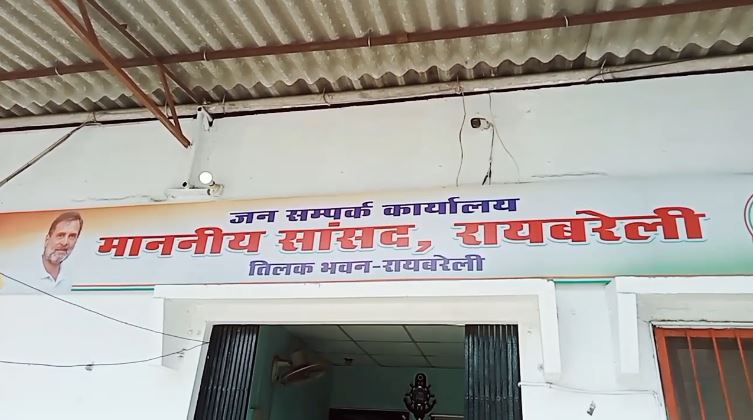 जन सम्पर्क कार्यालय
माननीय सांसद, रायबरेली
तिलक भवन-रायबरेली